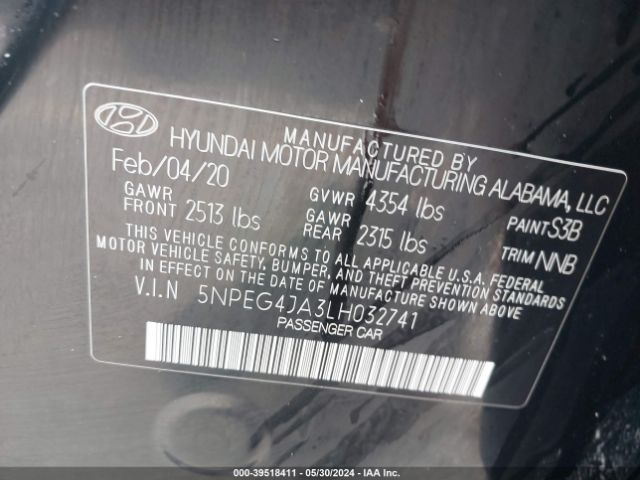 MANUFACTURED BY
HYUNDAI MOTOR MANUFACTURING ALABAMA, LLC
Feb/04/20
GVWR 4354 lbs
PAINT S3B
GAWR FRONT 2513 lbs
GAWR REAR 2315 lbs
TRIM NNB
THIS VEHICLE CONFORMS TO ALL APPLICABLE U.S.A. FEDERAL
MOTOR VEHICLE SAFETY, BUMPER, AND THEFT PREVENTION
STANDARDS IN EFFECT ON THE DATE OF MANUFACTURE SHOWN ABOVE
V.I.N 5NPEG4JA3LH032741
PASSENGER CAR
000-39518411 - 05/30/2024 - IAA Inc.